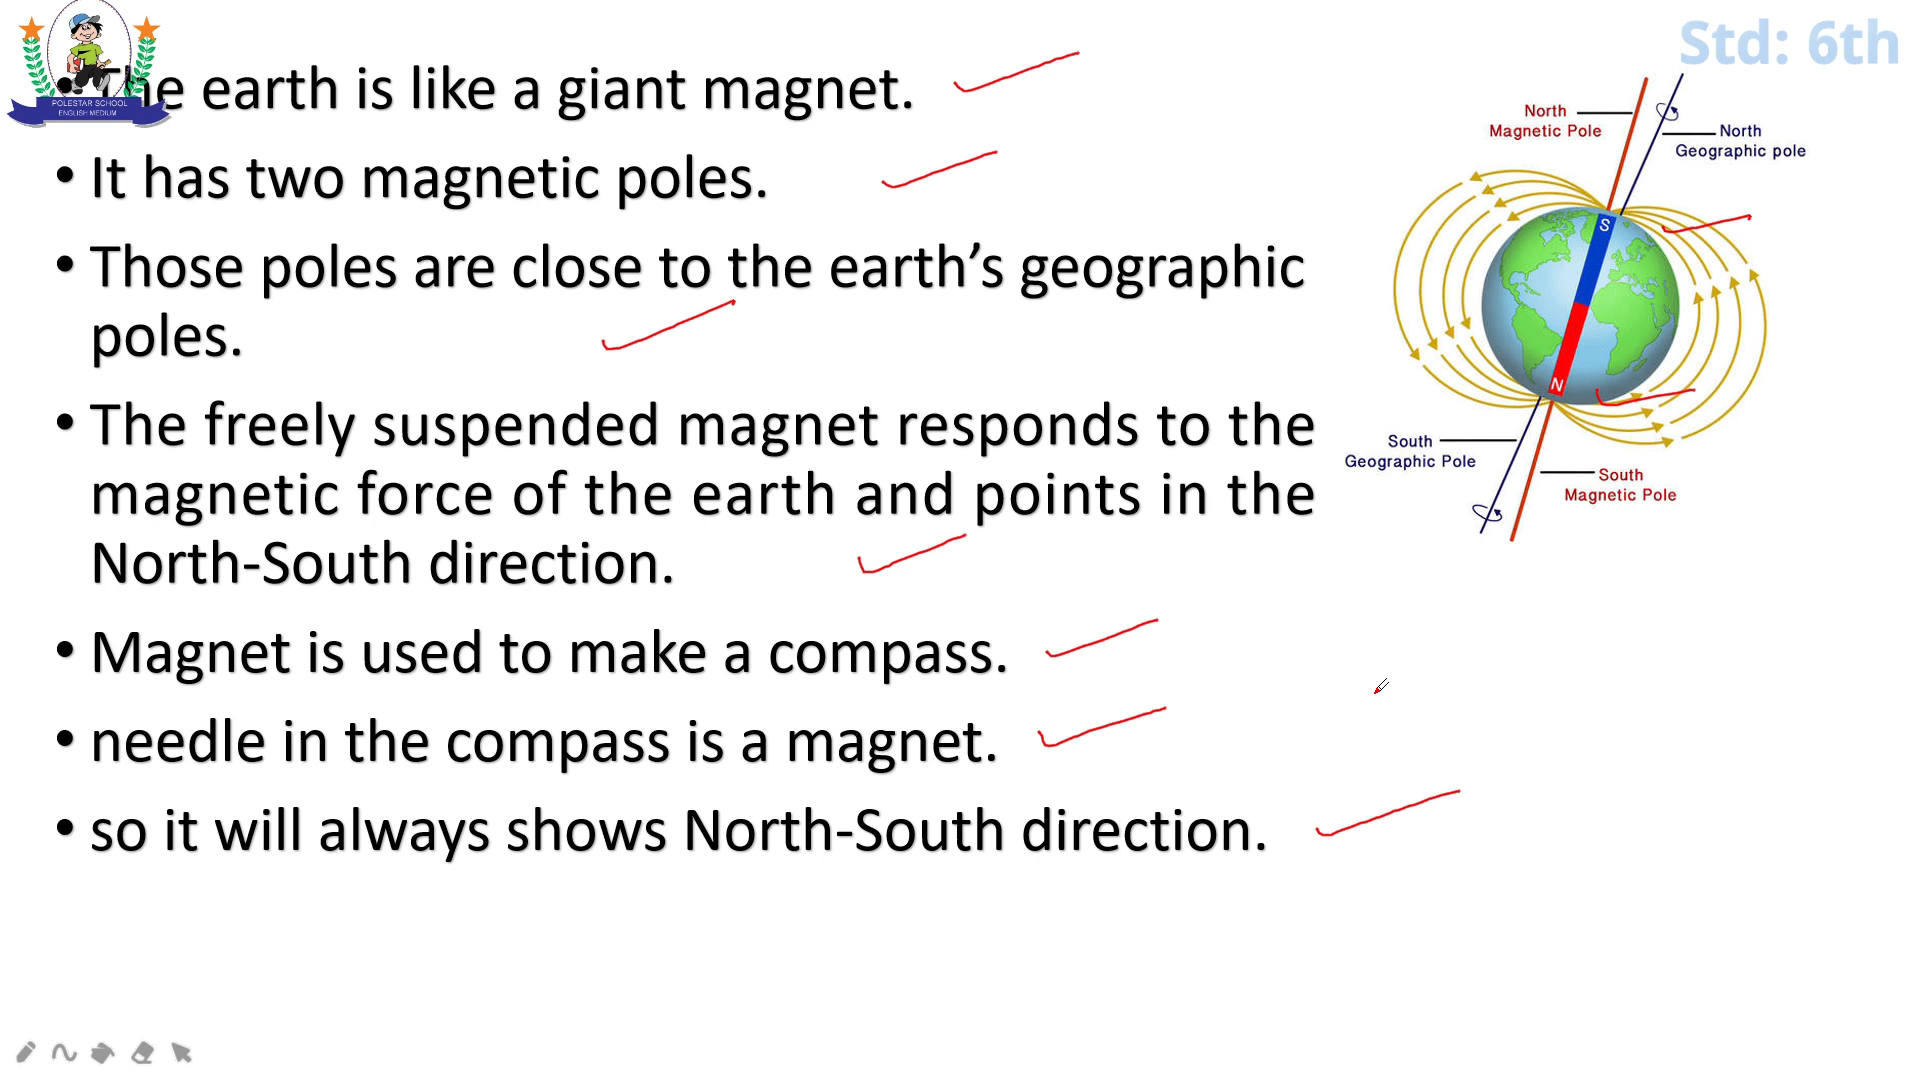 POLESTAR SCHOOL
ENGLISH MEDIUM
Std: 6th
• The earth is like a giant magnet.
• It has two magnetic poles.
• Those poles are close to the earth’s geographic
poles.
• The freely suspended magnet responds to the
magnetic force of the earth and points in the
North-South direction.
• Magnet is used to make a compass.
• needle in the compass is a magnet.
• so it will always shows North-South direction.
North
Magnetic Pole
North
Geographic pole
S
N
South
Geographic Pole
South
Magnetic Pole